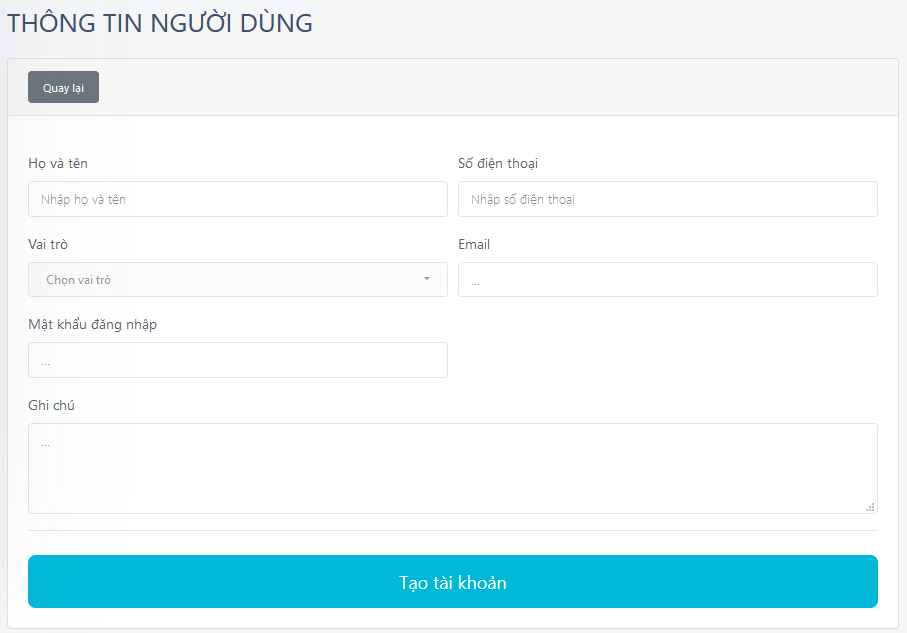 THÔNG TIN NGƯỜI DÙNG
Quay lại
Họ và tên
Số điện thoại
Nhập họ và tên
Nhập số điện thoại
Vai trò
Email
Chọn vai trò
...
Mật khẩu đăng nhập
...
Ghi chú
...
Tạo tài khoản